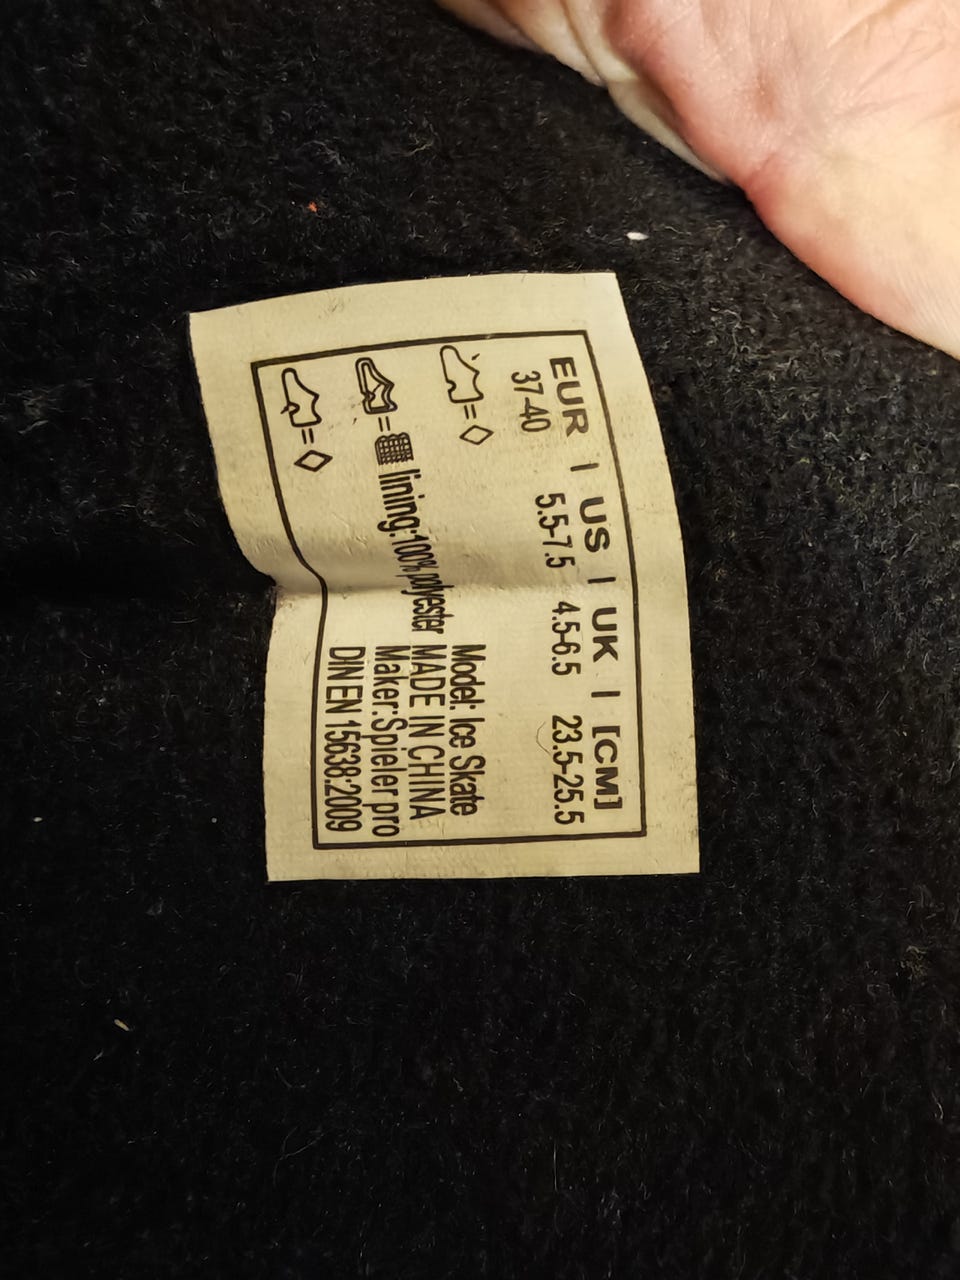 EUR | US | UK | [CM]
37-40 5.5-7.5 4.5-6.5 23.5-25.5
Model: Ice Skate
lining:100% polyester MADE IN CHINA
Maker:Spieler pro
DIN EN 15638:2009